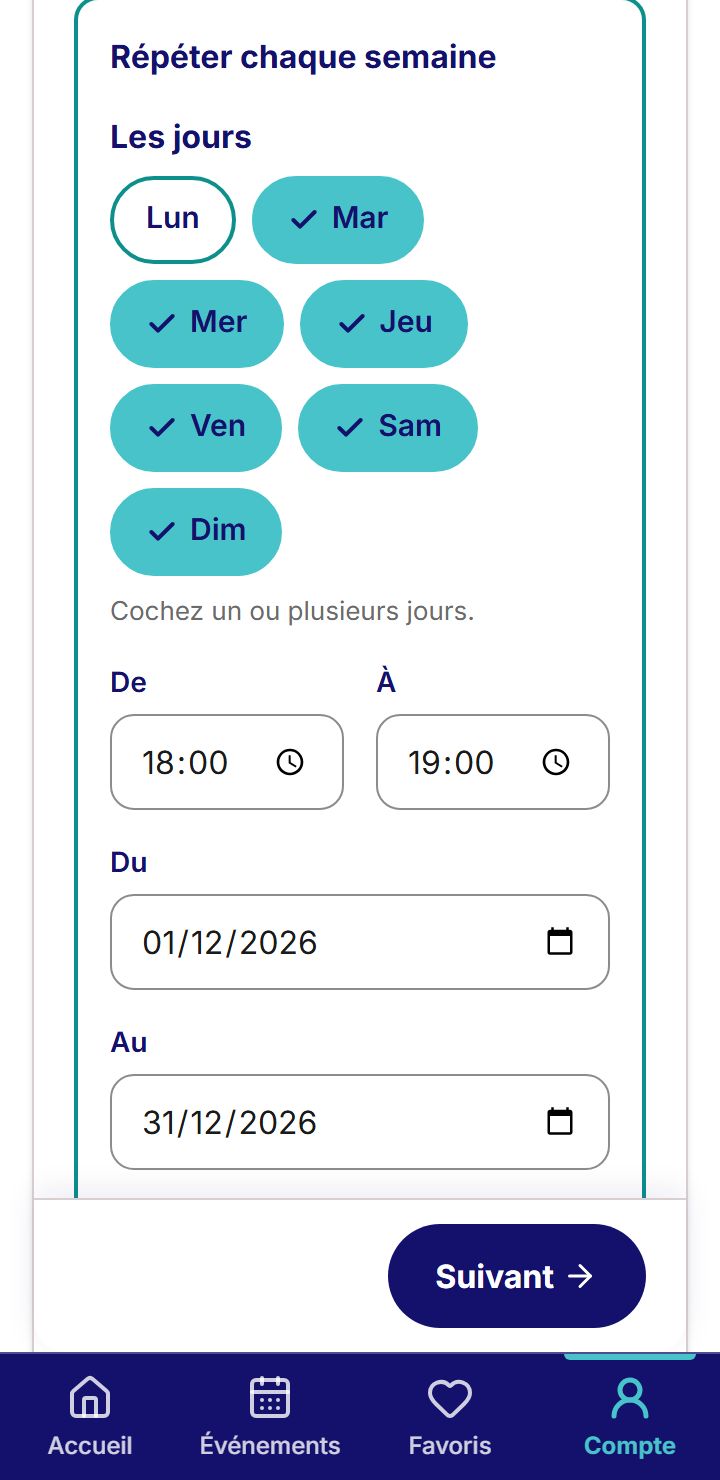 Répéter chaque semaine
Les jours
Lun Mar
Mer Jeu
Ven Sam
Dim
Cochez un ou plusieurs jours.
De À
18:00 19:00
Du
01/12/2026
Au
31/12/2026
Suivant
Accueil Événements Favoris Compte